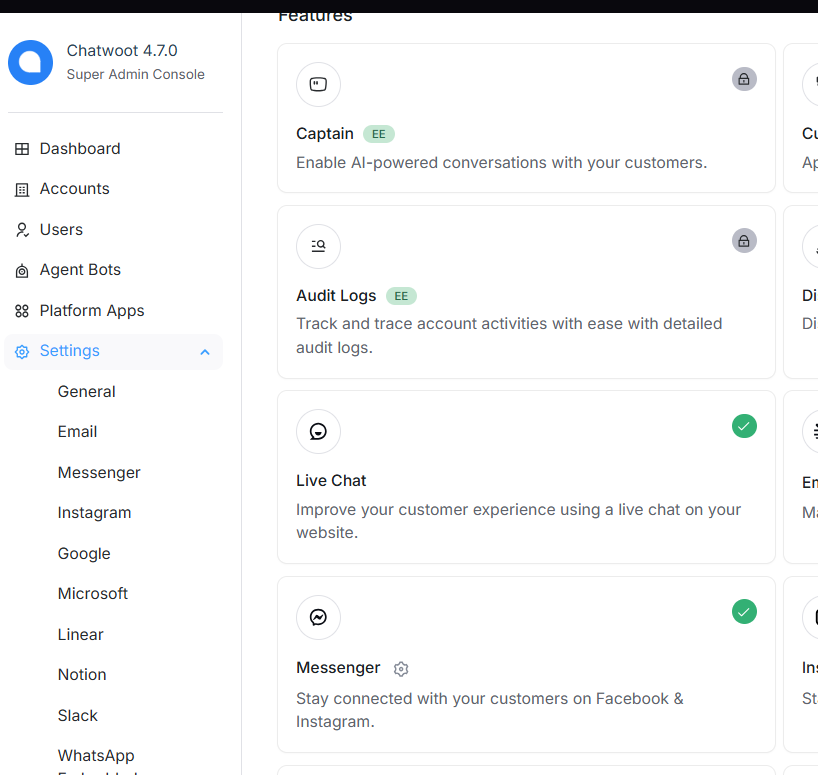 Features
Chatwoot 4.7.0
Super Admin Console
Dashboard
Accounts
Users
Agent Bots
Platform Apps
Settings
General
Email
Messenger
Instagram
Google
Microsoft
Linear
Notion
Slack
WhatsApp
Captain EE
Enable AI-powered conversations with your customers.
Audit Logs EE
Track and trace account activities with ease with detailed
audit logs.
Live Chat
Improve your customer experience using a live chat on your
website.
Messenger
Stay connected with your customers on Facebook &
Instagram.
Cu
Ap
Di
Di
En
Ma
Ins
St